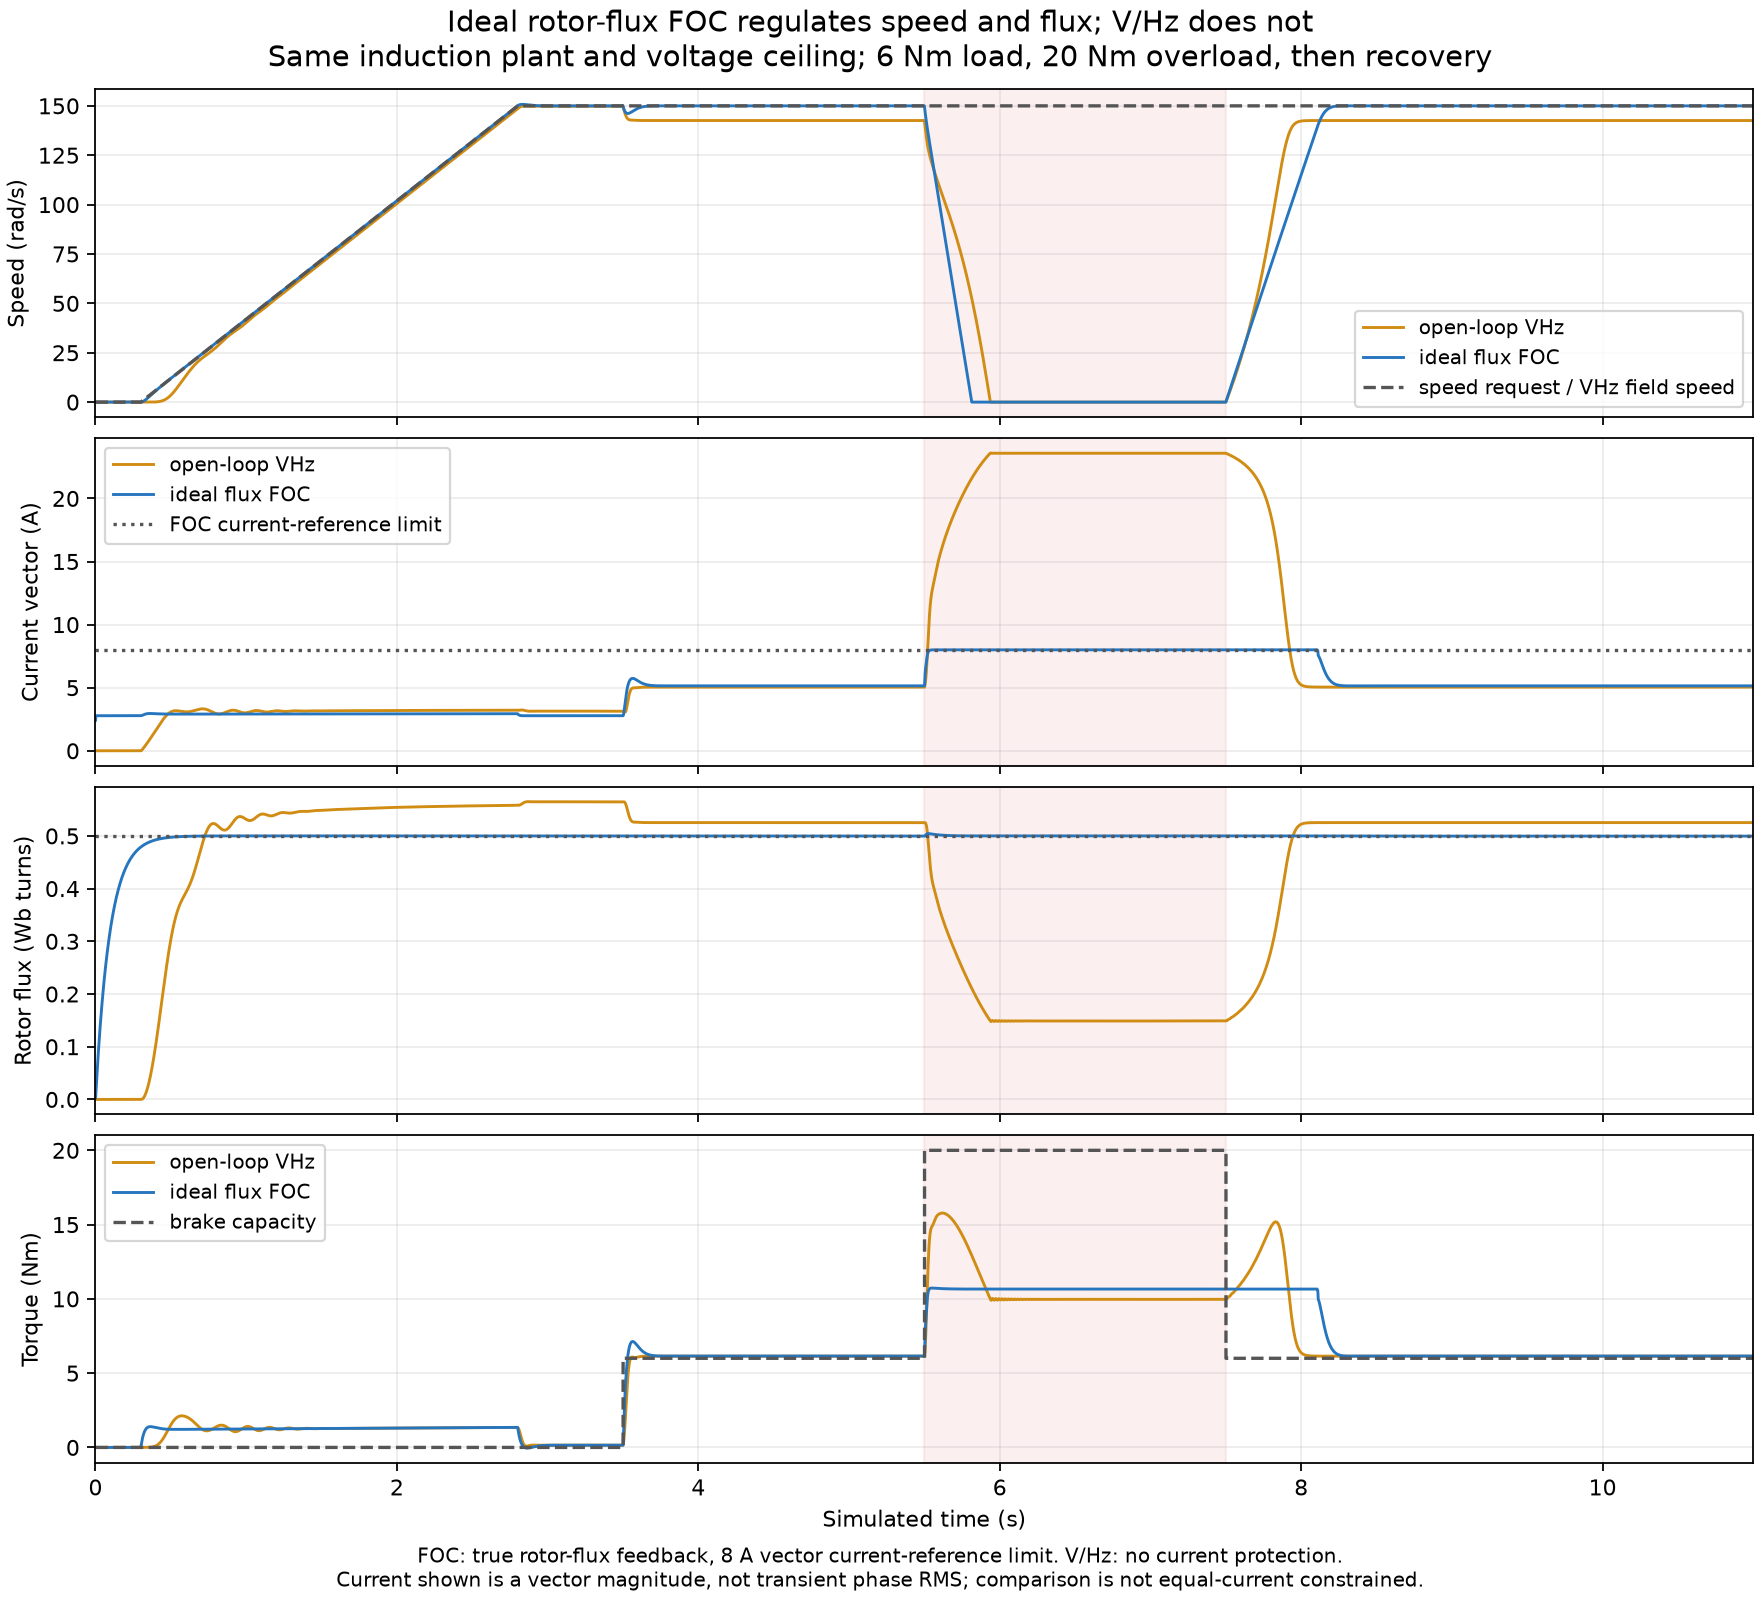 Ideal rotor-flux FOC regulates speed and flux; V/Hz does not
Same induction plant and voltage ceiling; 6 Nm load, 20 Nm overload, then recovery
Speed (rad/s)
150
125
100
75
50
25
0
open-loop VHz
ideal flux FOC
speed request / VHz field speed
Current vector (A)
20
15
10
5
0
open-loop VHz
ideal flux FOC
FOC current-reference limit
Rotor flux (Wb turns)
0.5
0.4
0.3
0.2
0.1
0.0
Torque (Nm)
20
15
10
5
0
open-loop VHz
ideal flux FOC
brake capacity
0
2
4
6
8
10
Simulated time (s)
FOC: true rotor-flux feedback, 8 A vector current-reference limit. V/Hz: no current protection.
Current shown is a vector magnitude, not transient phase RMS; comparison is not equal-current constrained.